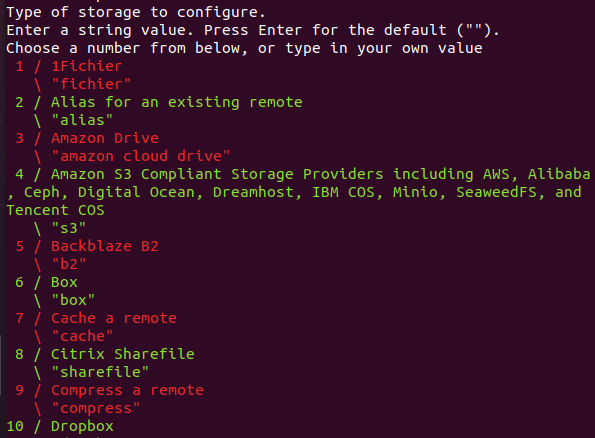 Type of storage to configure.
Enter a string value. Press Enter for the default ("").
Choose a number from below, or type in your own value
 1 / 1Fichier
   \ "fichier"
 2 / Alias for an existing remote
   \ "alias"
 3 / Amazon Drive
   \ "amazon cloud drive"
 4 / Amazon S3 Compliant Storage Providers including AWS, Alibaba
, Ceph, Digital Ocean, Dreamhost, IBM COS, Minio, SeaweedFS, and
Tencent COS
   \ "s3"
 5 / Backblaze B2
   \ "b2"
 6 / Box
   \ "box"
 7 / Cache a remote
   \ "cache"
 8 / Citrix Sharefile
   \ "sharefile"
 9 / Compress a remote
   \ "compress"
10 / Dropbox